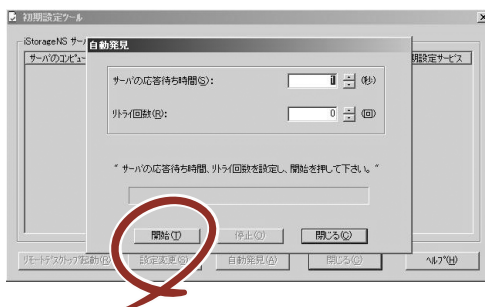 初期設定ツール
iStorageNS サー
サーバのコンピュー
期設定サービス
自動発見
サーバの応答待ち時間(S): 1 (秒)
リトライ回数(R): 0 (回)
" サーバの応答待ち時間、リトライ回数を設定し、開始を押して下さい。"
開始(T) 停止(O) 閉じる(C)
リモートデスクトップ起動(R) 設定変更(S) 自動発見(A) 閉じる(C) ヘルプ(H)